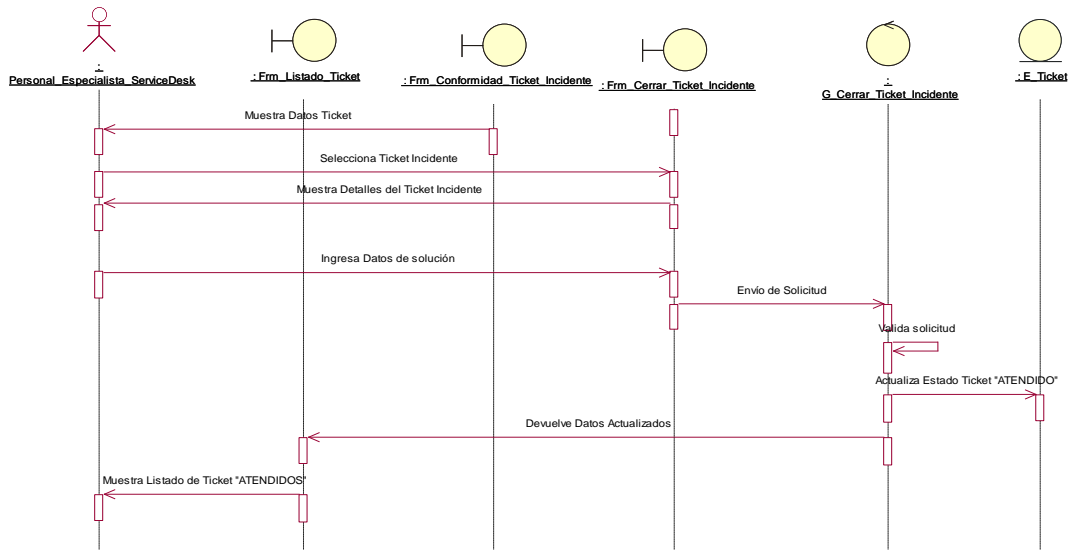 :
Personal_Especialista_ServiceDesk
: Frm_Listado_Ticket
: Frm_Conformidad_Ticket_Incidente
: Frm_Cerrar_Ticket_Incidente
:
G_Cerrar_Ticket_Incidente
: E_Ticket
Muestra Datos Ticket
Selecciona Ticket Incidente
Muestra Detalles del Ticket Incidente
Ingresa Datos de solución
Envío de Solicitud
Valida solicitud
Actualiza Estado Ticket "ATENDIDO"
Devuelve Datos Actualizados
Muestra Listado de Ticket "ATENDIDOS"